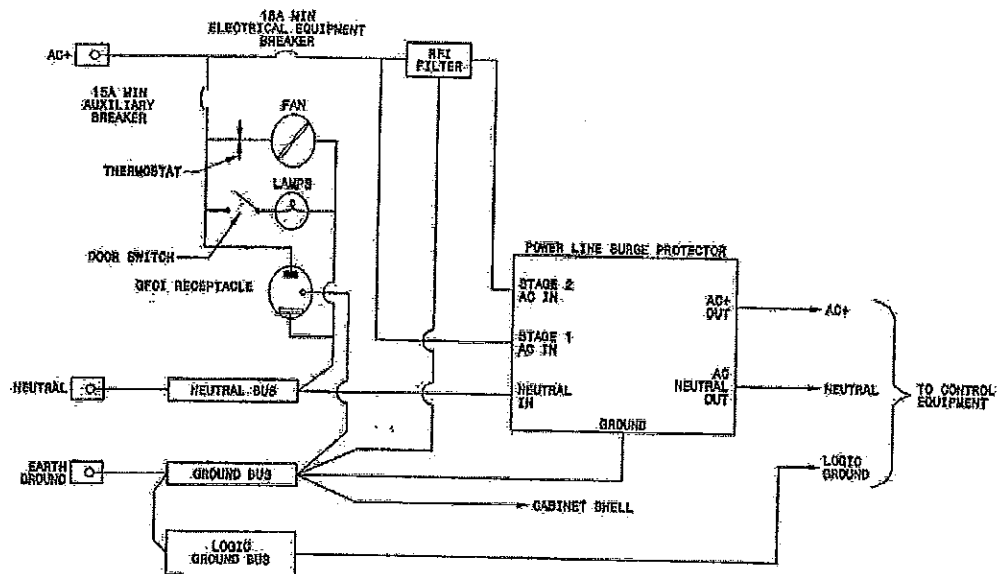 15A MIN
ELECTRICAL EQUIPMENT
BREAKER
AC+
RFI
FILTER
15A MIN
AUXILIARY
BREAKER
FAN
THERMOSTAT
LAMPS
DOOR SWITCH
GFCI RECEPTACLE
POWER LINE SURGE PROTECTOR
STAGE 2
AC IN
AC+
OUT
AC+
STAGE 1
AC IN
NEUTRAL
NEUTRAL BUS
NEUTRAL
IN
AC
NEUTRAL
OUT
NEUTRAL
TO CONTROL
EQUIPMENT
GROUND
EARTH
GROUND
GROUND BUS
LOGIC
GROUND
CABINET SHELL
LOGIC
GROUND BUS